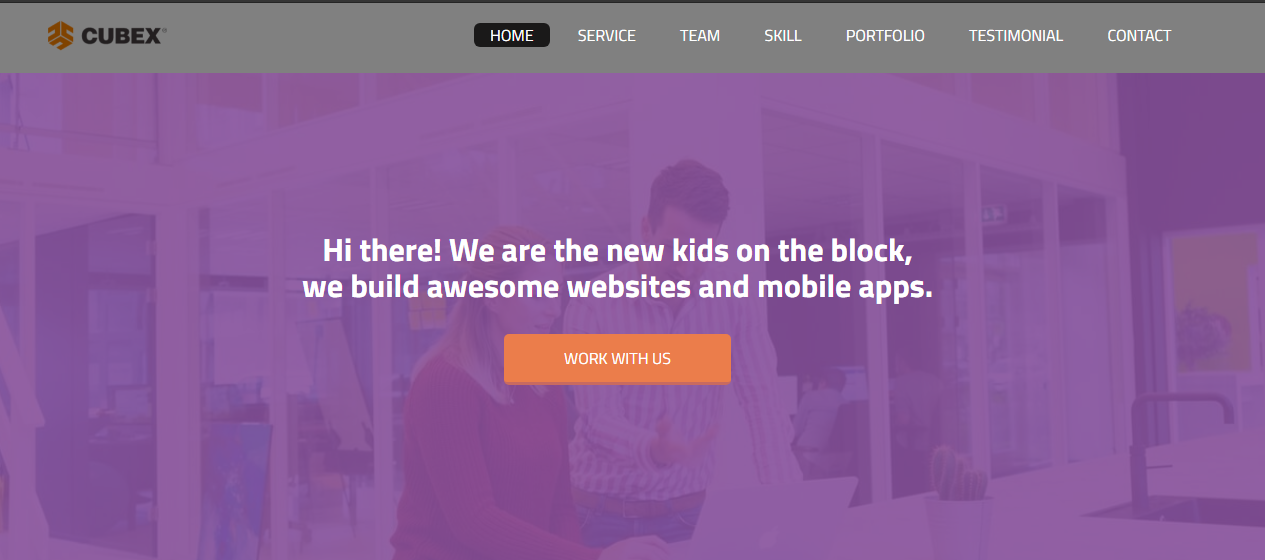 CUBEX®
HOME SERVICE TEAM SKILL PORTFOLIO TESTIMONIAL CONTACT
Hi there! We are the new kids on the block,
we build awesome websites and mobile apps.
WORK WITH US